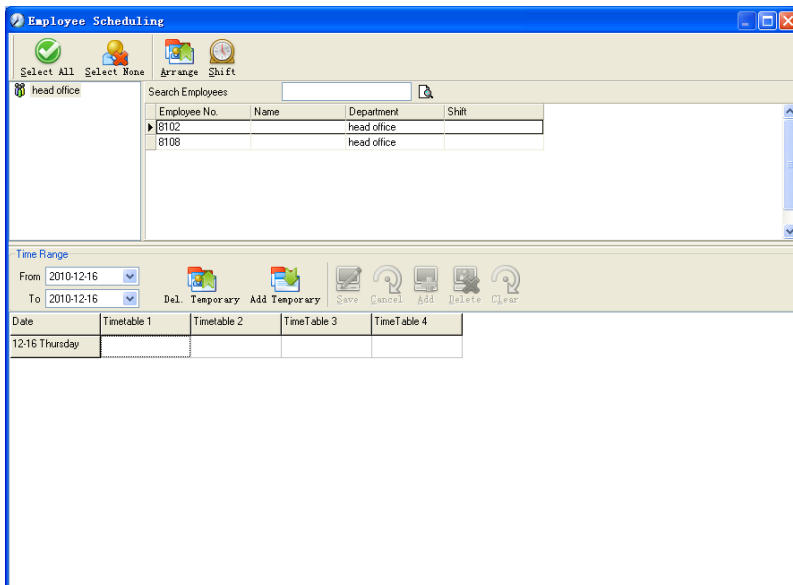 Employee Scheduling
Select All Select None Arrange Shift
head office
Search Employees
Employee No. Name Department Shift
8102 head office
8108 head office
Time Range
From 2010-12-16
To 2010-12-16
Del. Temporary Add Temporary Save Cancel Add Delete Clear
Date Timetable 1 Timetable 2 TimeTable 3 TimeTable 4
12-16 Thursday